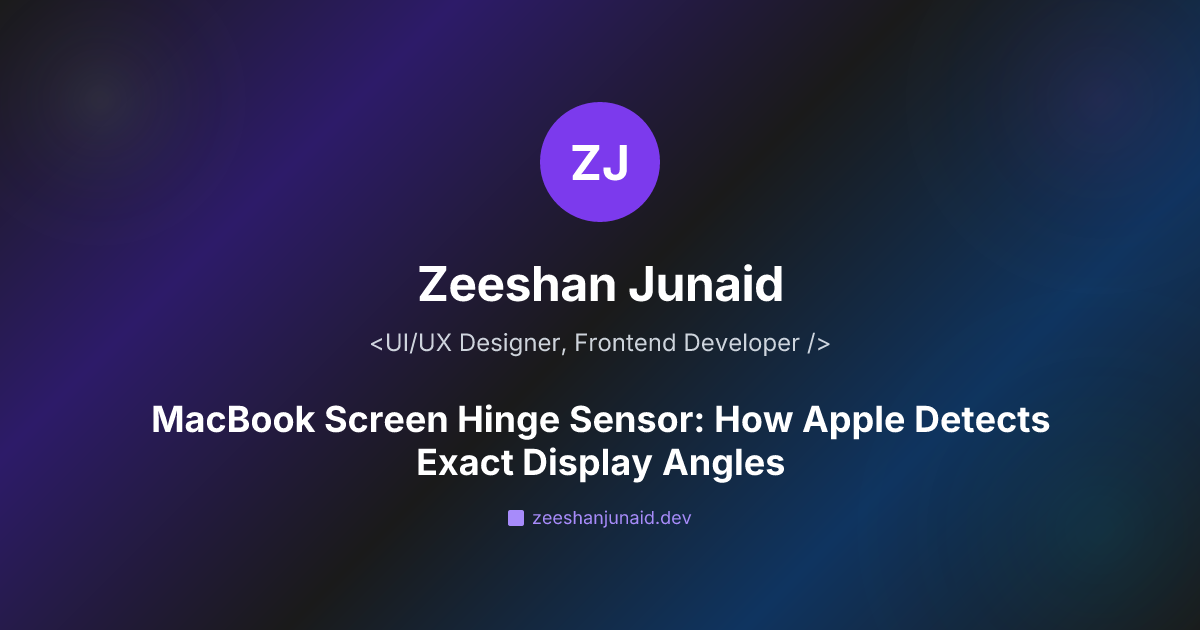 ZJ
Zeeshan Junaid
<UI/UX Designer, Frontend Developer />
MacBook Screen Hinge Sensor: How Apple Detects
Exact Display Angles
zeeshanjunaid.dev